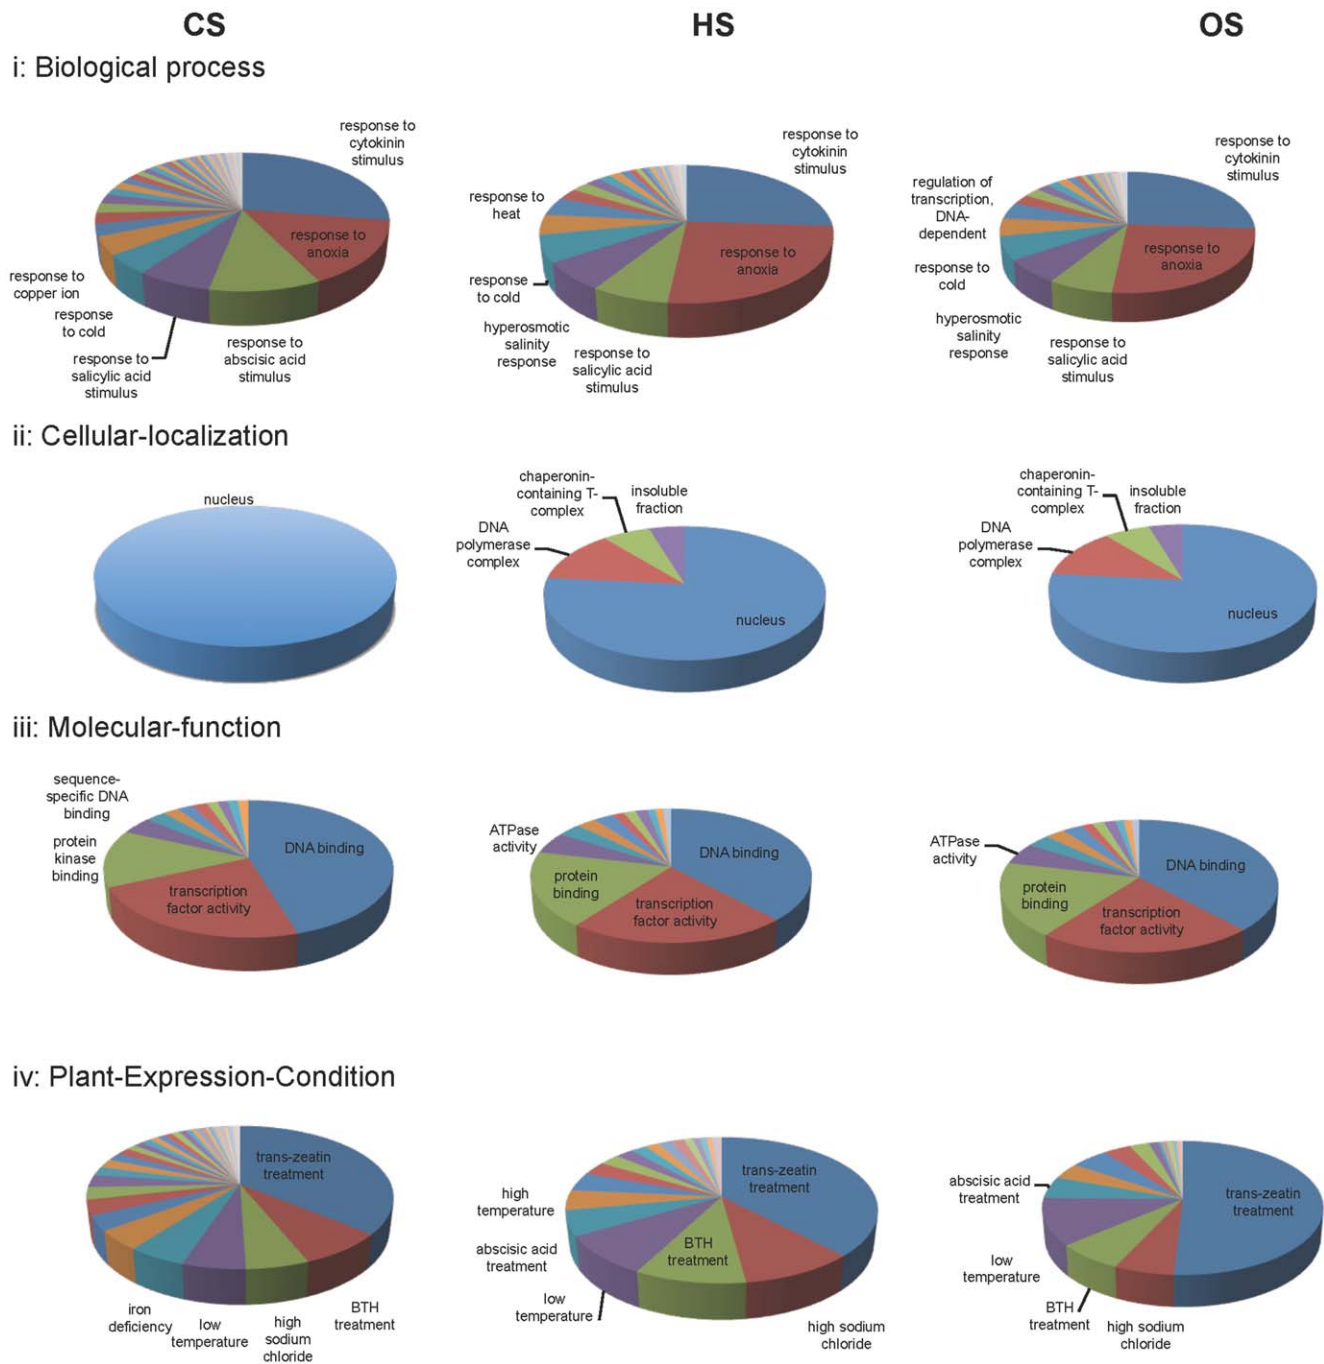 CS
HS
OS
i: Biological process
response to
cytokinin
stimulus
response to
anoxia
response to
copper ion
response
to cold
response to
salicylic acid
stimulus
response to
abscisic acid
stimulus
response to
cytokinin
stimulus
response to
heat
response to
anoxia
response
to cold
hyperosmotic
salinity
response
response to
salicylic acid
stimulus
response to
cytokinin
stimulus
regulation of
transcription,
DNA-
dependent
response to
anoxia
response to
cold
hyperosmotic
salinity
response
response to
salicylic acid
stimulus
ii: Cellular-localization
nucleus
chaperonin-
containing T-
complex
insoluble
fraction
DNA
polymerase
complex
nucleus
chaperonin-
containing T-
complex
insoluble
fraction
DNA
polymerase
complex
nucleus
iii: Molecular-function
sequence-
specific DNA
binding
protein
kinase
binding
DNA binding
transcription
factor activity
ATPase
activity
DNA binding
protein
binding
transcription
factor activity
ATPase
activity
DNA binding
protein
binding
transcription
factor activity
iv: Plant-Expression-Condition
trans-zeatin
treatment
iron
deficiency
low
temperature
high
sodium
chloride
BTH
treatment
trans-zeatin
treatment
high
temperature
abscisic acid
treatment
BTH
treatment
low
temperature
high sodium
chloride
abscisic acid
treatment
trans-zeatin
treatment
low
temperature
BTH
treatment
high sodium
chloride